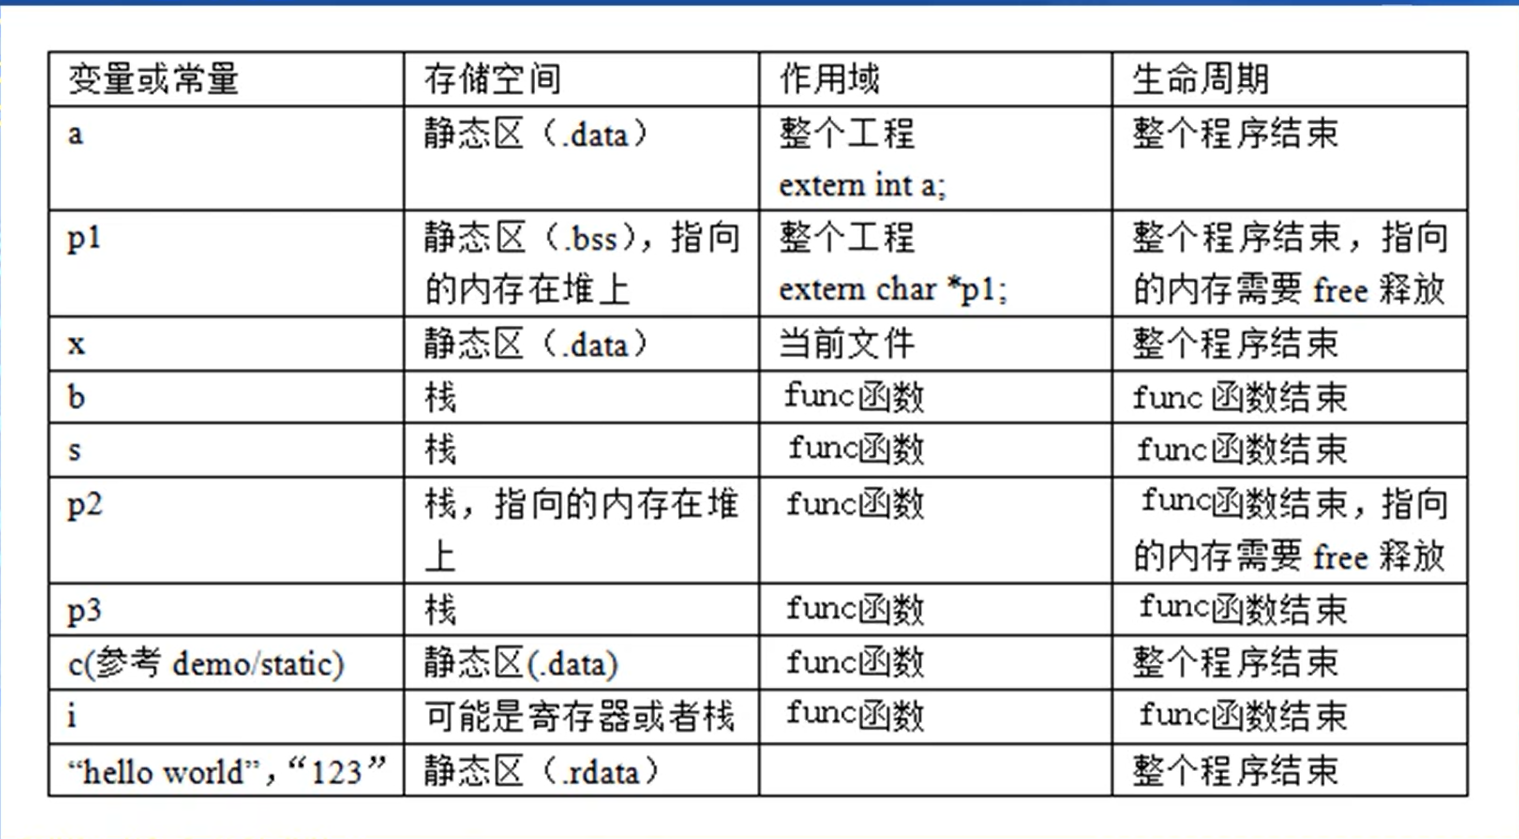 变量或常量 存储空间 作用域 生命周期
a 静态区（.data） 整个工程 整个程序结束
extern int a;
p1 静态区（.bss），指向 整个工程 整个程序结束，指向
的内存在堆上 extern char *p1; 的内存需要 free 释放
x 静态区（.data） 当前文件 整个程序结束
b 栈 func函数 func 函数结束
s 栈 func函数 func函数结束
p2 栈，指向的内存在堆 func函数 func函数结束，指向
上 的内存需要 free 释放
p3 栈 func函数 func函数结束
c(参考 demo/static) 静态区(.data) func函数 整个程序结束
i 可能是寄存器或者栈 func函数 func函数结束
“hello world”，“123” 静态区（.rdata） 整个程序结束